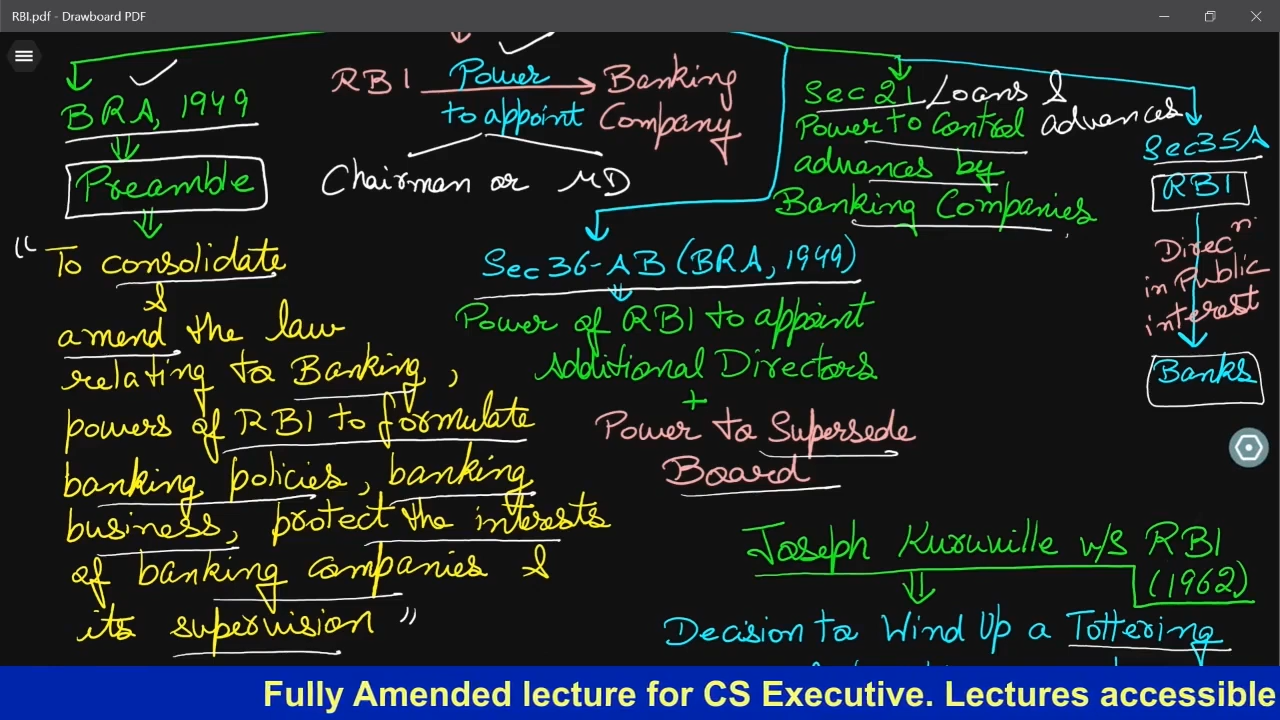 RBI.pdf - Drawboard PDF
BRA, 1949
Preamble
"To consolidate
&
amend the law
relating to Banking,
powers of RBI to formulate
banking policies, banking
business, protect the interests
of banking companies &
its supervision"
RBI Power to appoint Banking Company
Chairman or MD
Sec 36-AB (BRA, 1949)
Power of RBI to appoint
Additional Directors
+
Power to Supersede
Board
Sec 21 Loans & advances
Power to Control
advances by
Banking Companies
Sec 35A
RBI
Direcn
in Public
interest
Banks
Joseph Kuruville v/s RBI
(1962)
Decision to Wind Up a Tottering
Fully Amended lecture for CS Executive. Lectures accessible